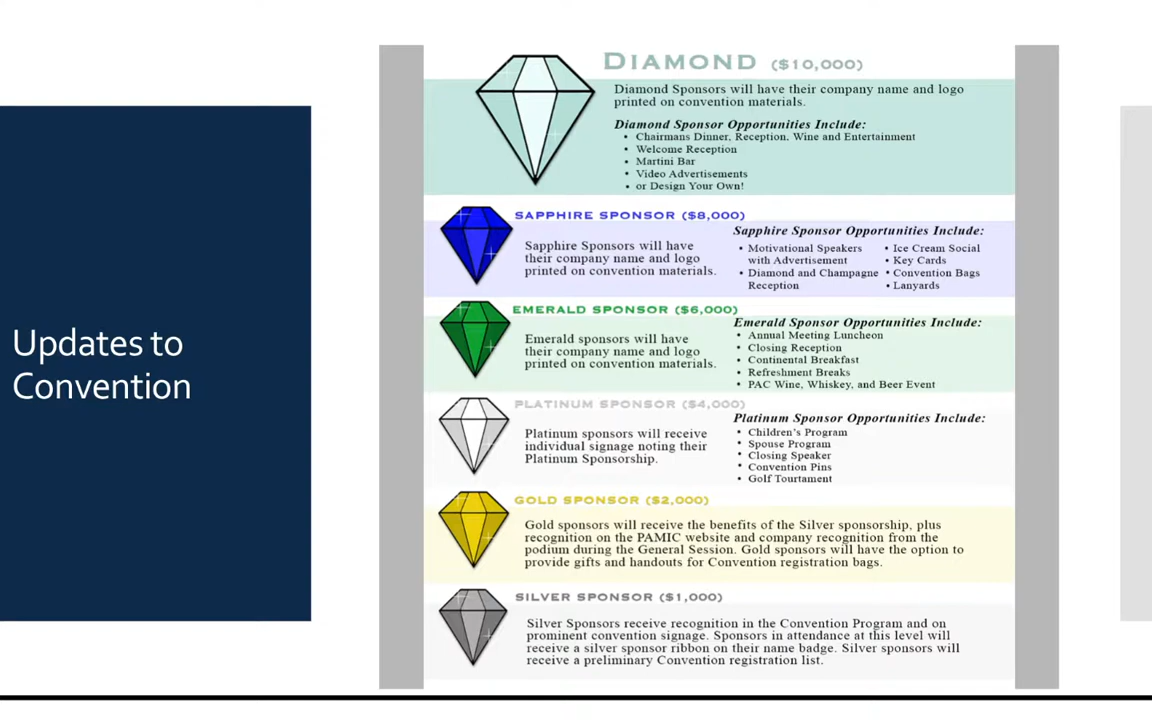 Updates to
Convention
DIAMOND ($10,000)
Diamond Sponsors will have their company name and logo
printed on convention materials.
Diamond Sponsor Opportunities Include:
• Chairmans Dinner, Reception, Wine and Entertainment
• Welcome Reception
• Martini Bar
• Video Advertisements
• or Design Your Own!
SAPPHIRE SPONSOR ($8,000)
Sapphire Sponsors will have
their company name and logo
printed on convention materials.
Sapphire Sponsor Opportunities Include:
• Motivational Speakers
with Advertisement
• Diamond and Champagne
Reception
• Ice Cream Social
• Key Cards
• Convention Bags
• Lanyards
EMERALD SPONSOR ($6,000)
Emerald sponsors will have
their company name and logo
printed on convention materials.
Emerald Sponsor Opportunities Include:
• Annual Meeting Luncheon
• Closing Reception
• Continental Breakfast
• Refreshment Breaks
• PAC Wine, Whiskey, and Beer Event
PLATINUM SPONSOR ($4,000)
Platinum sponsors will receive
individual signage noting their
Platinum Sponsorship.
Platinum Sponsor Opportunities Include:
• Children's Program
• Spouse Program
• Closing Speaker
• Convention Pins
• Golf Tourtament
GOLD SPONSOR ($2,000)
Gold sponsors will receive the benefits of the Silver sponsorship, plus
recognition on the PAMIC website and company recognition from the
podium during the General Session. Gold sponsors will have the option to
provide gifts and handouts for Convention registration bags.
SILVER SPONSOR ($1,000)
Silver Sponsors receive recognition in the Convention Program and on
prominent convention signage. Sponsors in attendance at this level will
receive a silver sponsor ribbon on their name badge. Silver sponsors will
receive a preliminary Convention registration list.